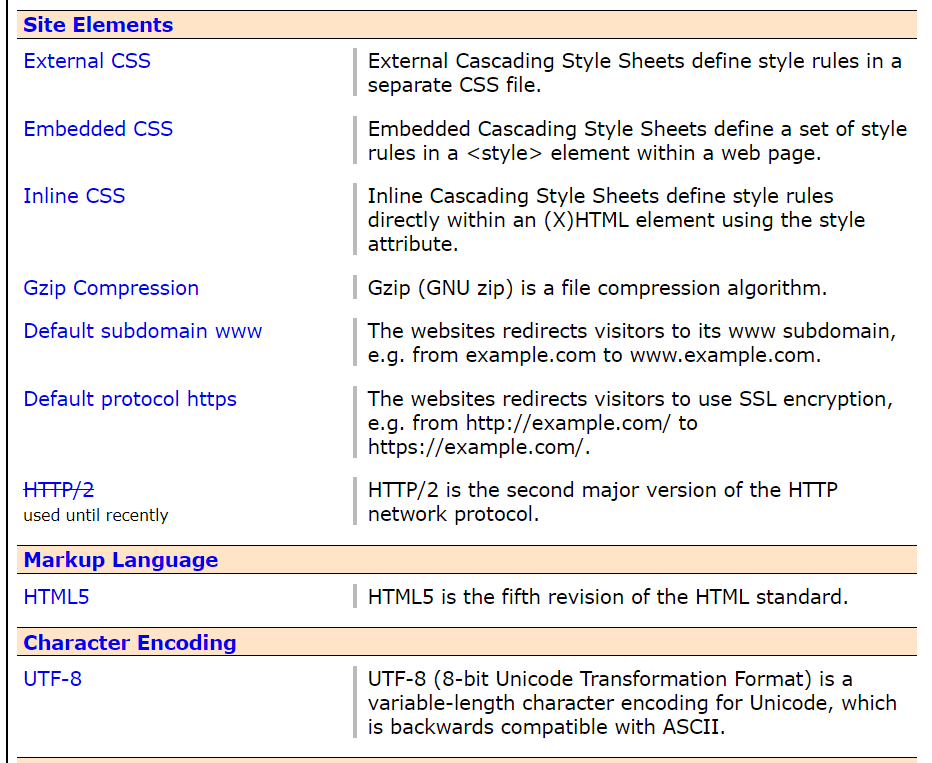 Site Elements
External CSS
External Cascading Style Sheets define style rules in a
separate CSS file.
Embedded CSS
Embedded Cascading Style Sheets define a set of style
rules in a <style> element within a web page.
Inline CSS
Inline Cascading Style Sheets define style rules
directly within an (X)HTML element using the style
attribute.
Gzip Compression
Gzip (GNU zip) is a file compression algorithm.
Default subdomain www
The websites redirects visitors to its www subdomain,
e.g. from example.com to www.example.com.
Default protocol https
The websites redirects visitors to use SSL encryption,
e.g. from http://example.com/ to
https://example.com/.
HTTP/2
used until recently
HTTP/2 is the second major version of the HTTP
network protocol.
Markup Language
HTML5
HTML5 is the fifth revision of the HTML standard.
Character Encoding
UTF-8
UTF-8 (8-bit Unicode Transformation Format) is a
variable-length character encoding for Unicode, which
is backwards compatible with ASCII.